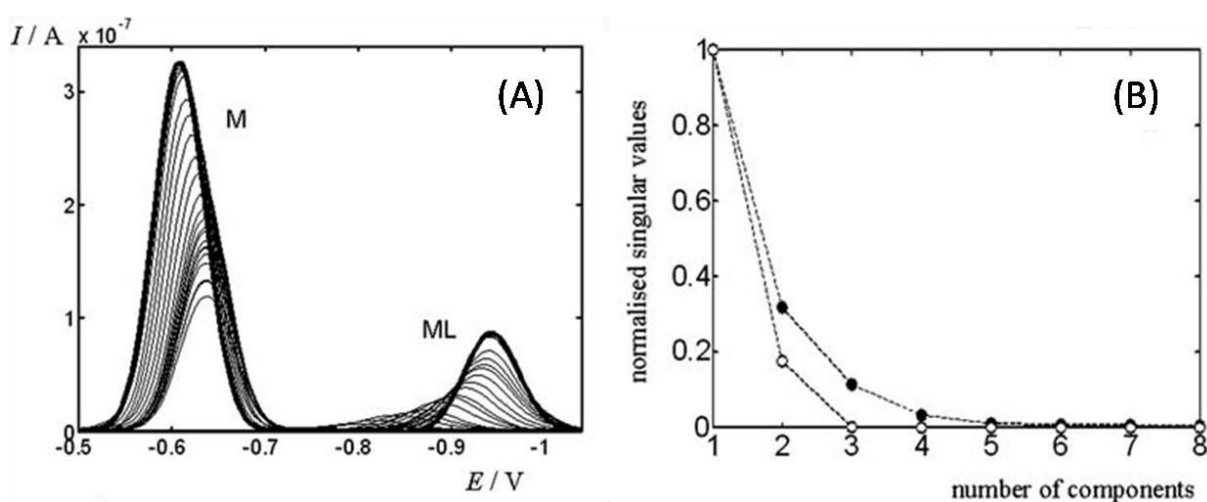 I / A x 10⁻⁷
(A)
3
M
2
1
ML
0
-0.5 -0.6 -0.7 -0.8 -0.9 -1
E / V
(B)
1
0.8
0.6
0.4
0.2
0
1 2 3 4 5 6 7 8
normalised singular values
number of components